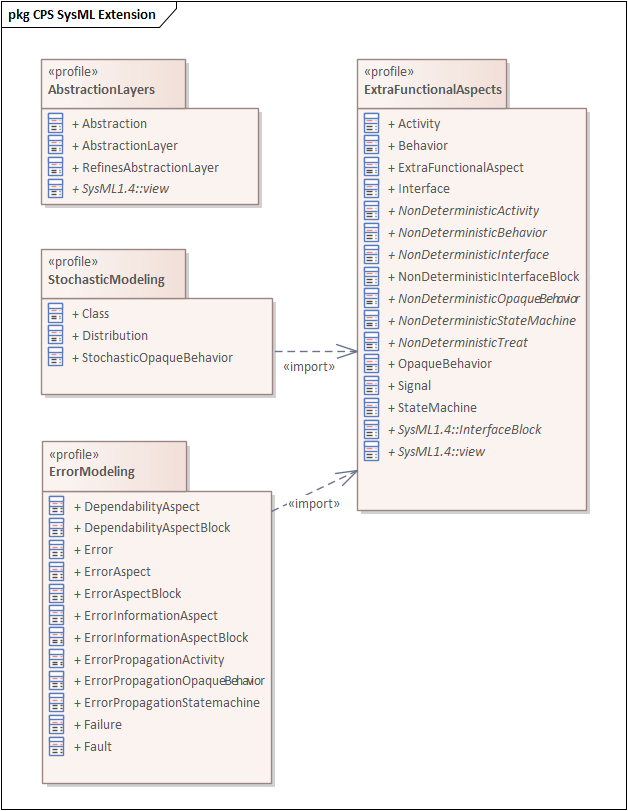 pkg CPS SysML Extension
«profile»
AbstractionLayers
+ Abstraction
+ AbstractionLayer
+ RefinesAbstractionLayer
+ SysML1.4::view
«profile»
StochasticModeling
+ Class
+ Distribution
+ StochasticOpaqueBehavior
«import»
«profile»
ErrorModeling
+ DependabilityAspect
+ DependabilityAspectBlock
+ Error
+ ErrorAspect
+ ErrorAspectBlock
+ ErrorInformationAspect
+ ErrorInformationAspectBlock
+ ErrorPropagationActivity
+ ErrorPropagationOpaqueBehavior
+ ErrorPropagationStatemachine
+ Failure
+ Fault
«import»
«profile»
ExtraFunctionalAspects
+ Activity
+ Behavior
+ ExtraFunctionalAspect
+ Interface
+ NonDeterministicActivity
+ NonDeterministicBehavior
+ NonDeterministicInterface
+ NonDeterministicInterfaceBlock
+ NonDeterministicOpaqueBehavior
+ NonDeterministicStateMachine
+ NonDeterministicTreat
+ OpaqueBehavior
+ Signal
+ StateMachine
+ SysML1.4::InterfaceBlock
+ SysML1.4::view